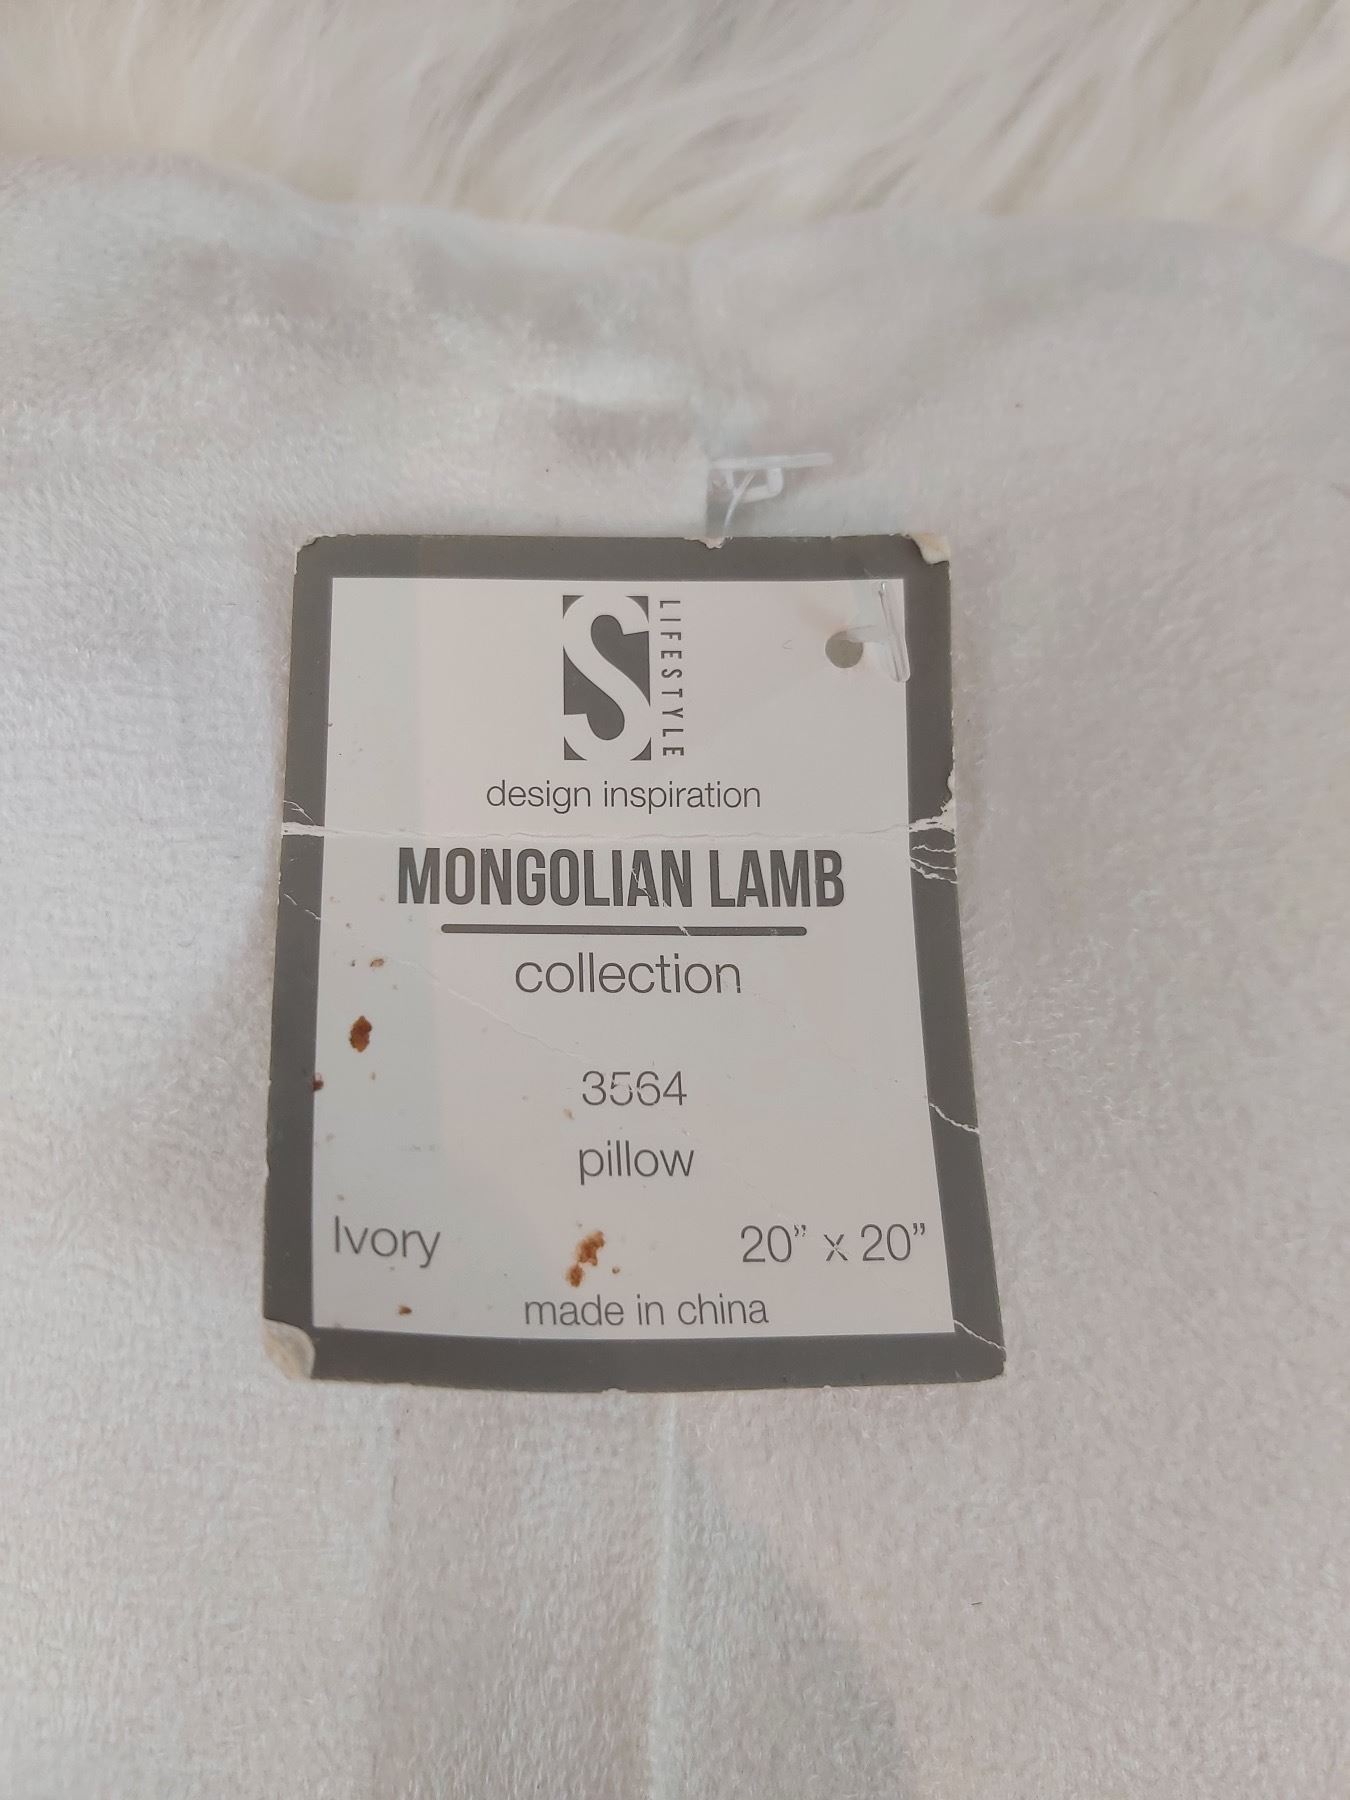 S LIFESTYLE
design inspiration
MONGOLIAN LAMB
collection
3564
pillow
Ivory 20” x 20”
made in china